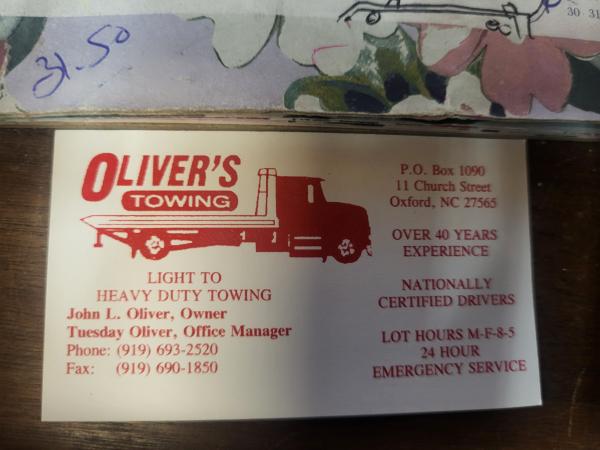 31.50
30 31
OLIVER'S
TOWING
LIGHT TO
HEAVY DUTY TOWING
John L. Oliver, Owner
Tuesday Oliver, Office Manager
Phone: (919) 693-2520
Fax: (919) 690-1850
P.O. Box 1090
11 Church Street
Oxford, NC 27565
OVER 40 YEARS
EXPERIENCE
NATIONALLY
CERTIFIED DRIVERS
LOT HOURS M-F-8-5
24 HOUR
EMERGENCY SERVICE